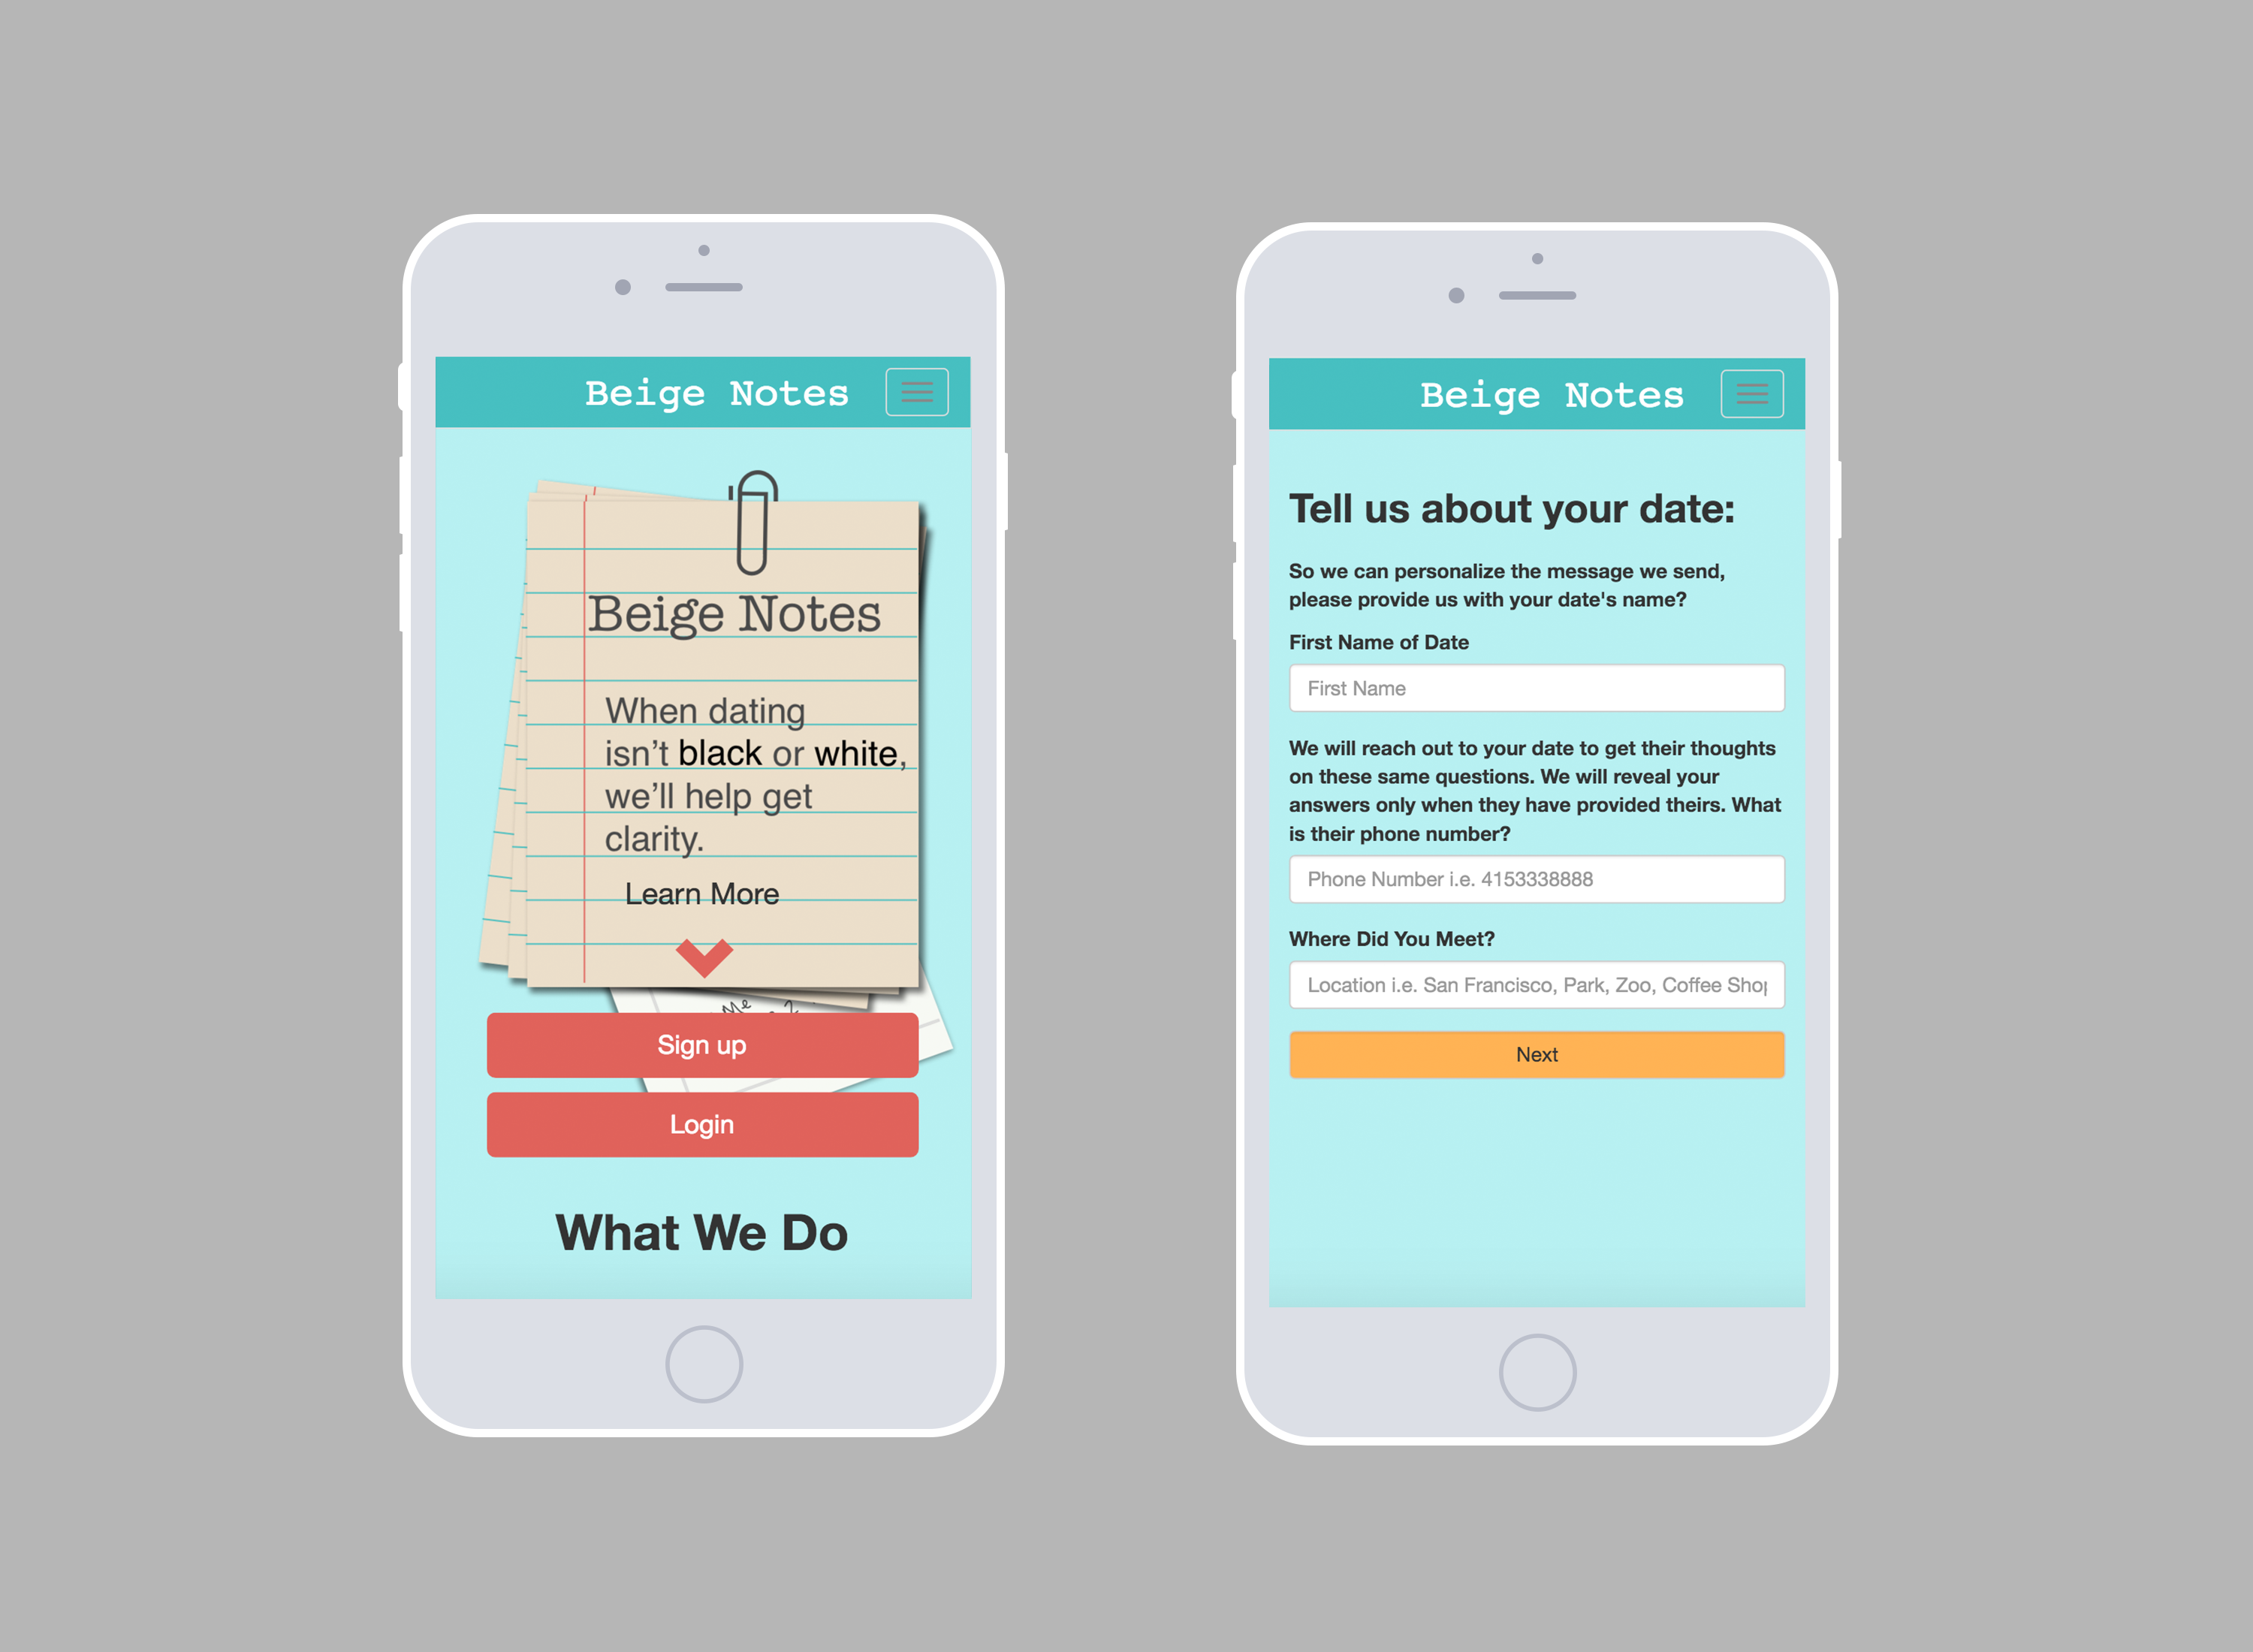 Beige Notes
Beige Notes
When dating
isn't black or white,
we'll help get
clarity.
Learn More
Me
2
Sign up
Login
What We Do
Beige Notes
Tell us about your date:
So we can personalize the message we send,
please provide us with your date's name?
First Name of Date
First Name
We will reach out to your date to get their thoughts
on these same questions. We will reveal your
answers only when they have provided theirs. What
is their phone number?
Phone Number i.e. 4153338888
Where Did You Meet?
Location i.e. San Francisco, Park, Zoo, Coffee Shop
Next